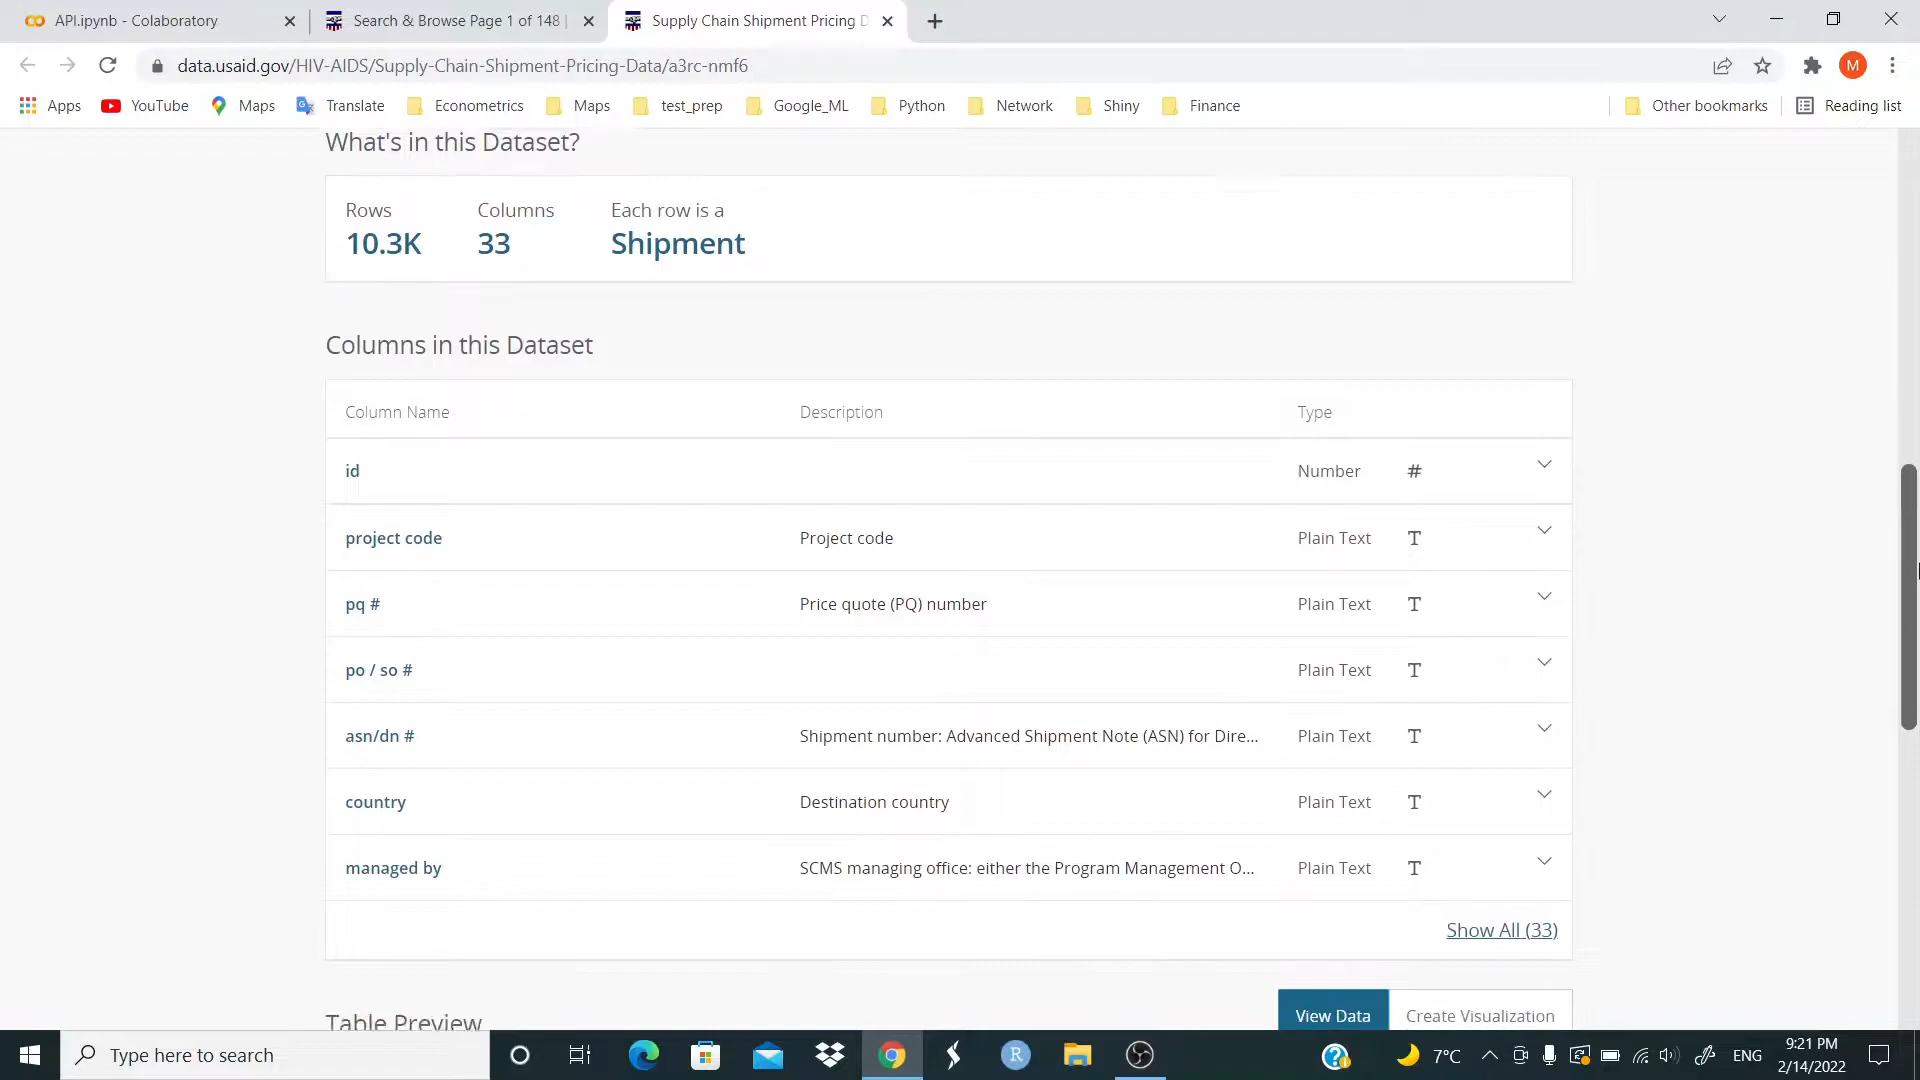 API.ipynb - Colaboratory
Search & Browse Page 1 of 148 |
Supply Chain Shipment Pricing D
data.usaid.gov/HIV-AIDS/Supply-Chain-Shipment-Pricing-Data/a3rc-nmf6
M
Apps YouTube Maps Translate Econometrics Maps test_prep Google_ML Python Network Shiny Finance Other bookmarks Reading list
What's in this Dataset?
Rows Columns Each row is a
10.3K 33 Shipment
Columns in this Dataset
Column Name Description Type
id Number #
project code Project code Plain Text T
pq # Price quote (PQ) number Plain Text T
po / so # Plain Text T
asn/dn # Shipment number: Advanced Shipment Note (ASN) for Dire... Plain Text T
country Destination country Plain Text T
managed by SCMS managing office: either the Program Management O... Plain Text T
Show All (33)
Table Preview View Data Create Visualization
Type here to search
R
7°C
ENG
9:21 PM
2/14/2022